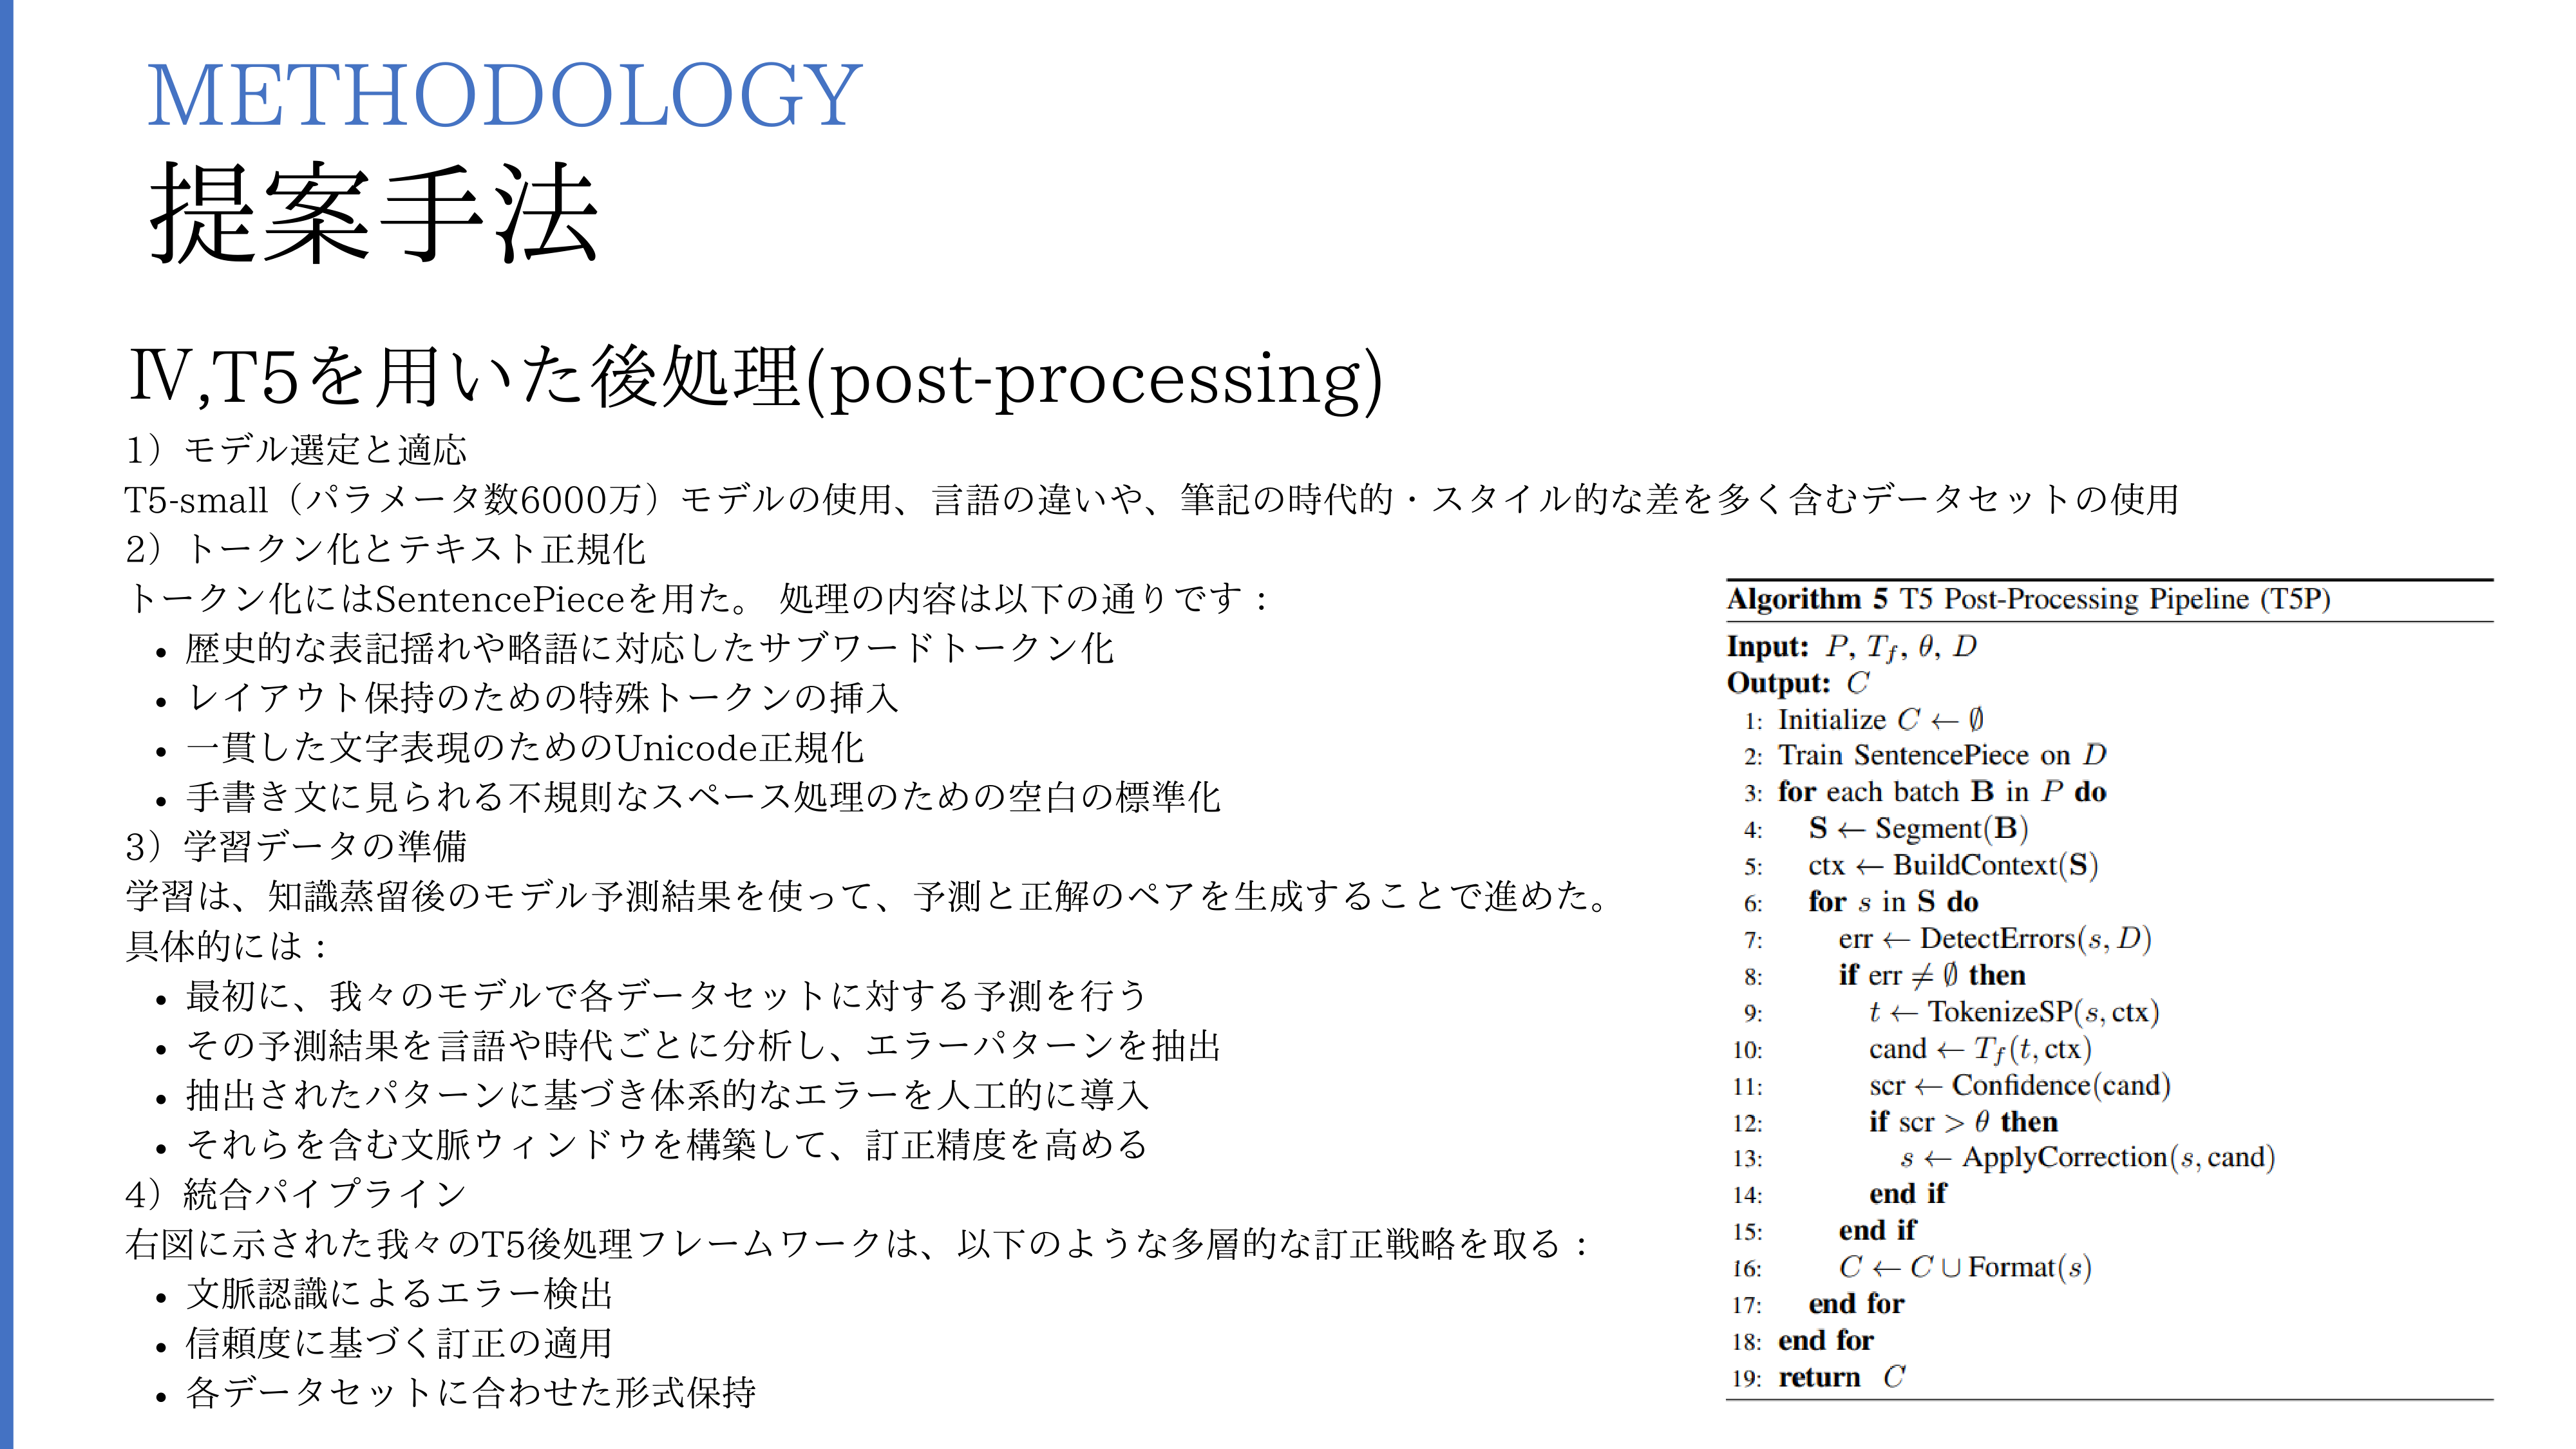 METHODOLOGY
提案手法
Ⅳ,T5を用いた後処理(post-processing)
1）モデル選定と適応
T5-small（パラメータ数6000万）モデルの使用、言語の違いや、筆記の時代的・スタイル的な差を多く含むデータセットの使用
2）トークン化とテキスト正規化
トークン化にはSentencePieceを用た。 処理の内容は以下の通りです：
• 歴史的な表記揺れや略語に対応したサブワードトークン化
• レイアウト保持のための特殊トークンの挿入
• 一貫した文字表現のためのUnicode正規化
• 手書き文に見られる不規則なスペース処理のための空白の標準化
3）学習データの準備
学習は、知識蒸留後のモデル予測結果を使って、予測と正解のペアを生成することで進めた。
具体的には：
• 最初に、我々のモデルで各データセットに対する予測を行う
• その予測結果を言語や時代ごとに分析し、エラーパターンを抽出
• 抽出されたパターンに基づき体系的なエラーを人工的に導入
• それらを含む文脈ウィンドウを構築して、訂正精度を高める
4）統合パイプライン
右図に示された我々のT5後処理フレームワークは、以下のような多層的な訂正戦略を取る：
• 文脈認識によるエラー検出
• 信頼度に基づく訂正の適用
• 各データセットに合わせた形式保持
Algorithm 5 T5 Post-Processing Pipeline (T5P)
Input: P, T_f, θ, D
Output: C
1: Initialize C ← ∅
2: Train SentencePiece on D
3: for each batch B in P do
4: S ← Segment(B)
5: ctx ← BuildContext(S)
6: for s in S do
7: err ← DetectErrors(s, D)
8: if err ≠ ∅ then
9: t ← TokenizeSP(s, ctx)
10: cand ← T_f(t, ctx)
11: scr ← Confidence(cand)
12: if scr > θ then
13: s ← ApplyCorrection(s, cand)
14: end if
15: end if
16: C ← C ∪ Format(s)
17: end for
18: end for
19: return C